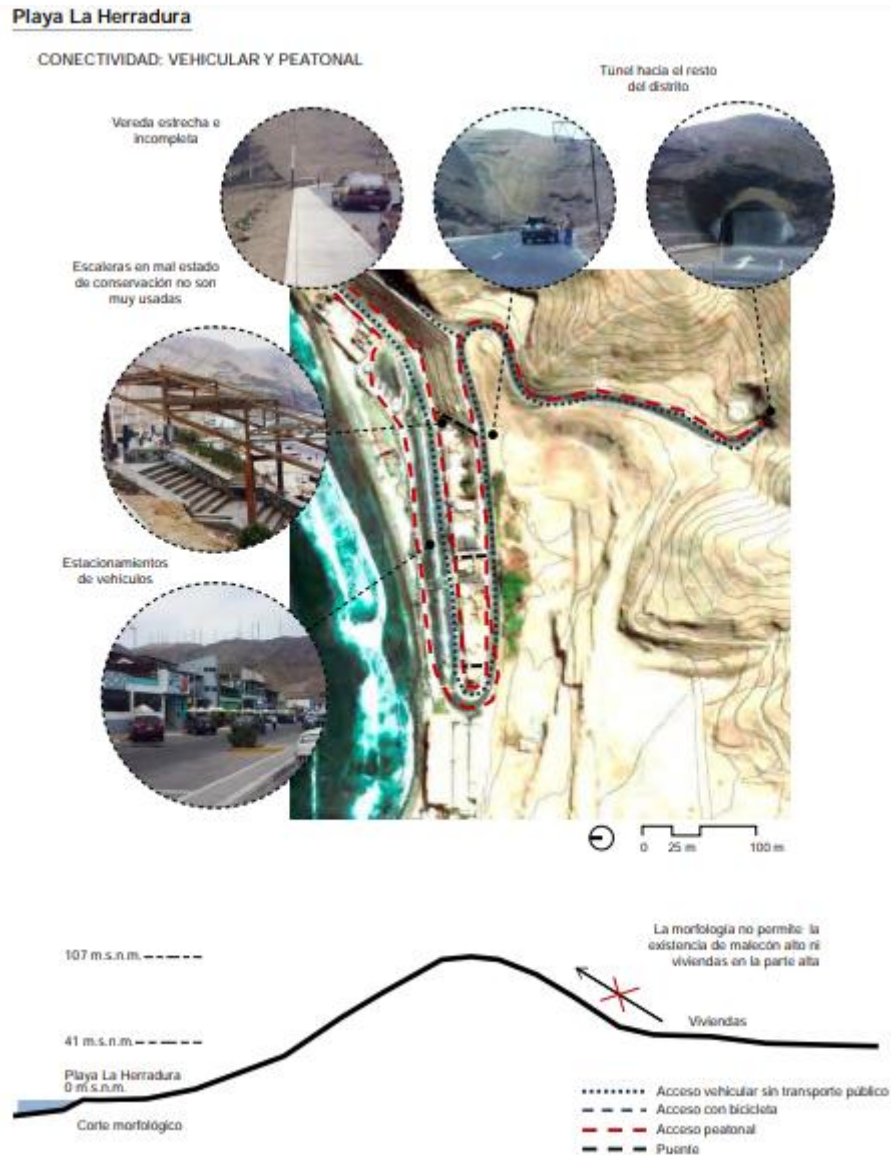 Playa La Herradura
CONECTIVIDAD: VEHICULAR Y PEATONAL
Túnel hacia el resto
del distrito
Vereda estrecha e
incompleta
Escaleras en mal estado
de conservación no son
muy usadas
Estacionamientos
de vehículos
0 25 m 100 m
La morfología no permite la
existencia de malecón alto ni
viviendas en la parte alta
107 m.s.n.m.
Viviendas
41 m.s.n.m.
Playa La Herradura
0 m.s.n.m.
Corte morfológico
Acceso vehicular sin transporte público
Acceso con bicicleta
Acceso peatonal
Puente